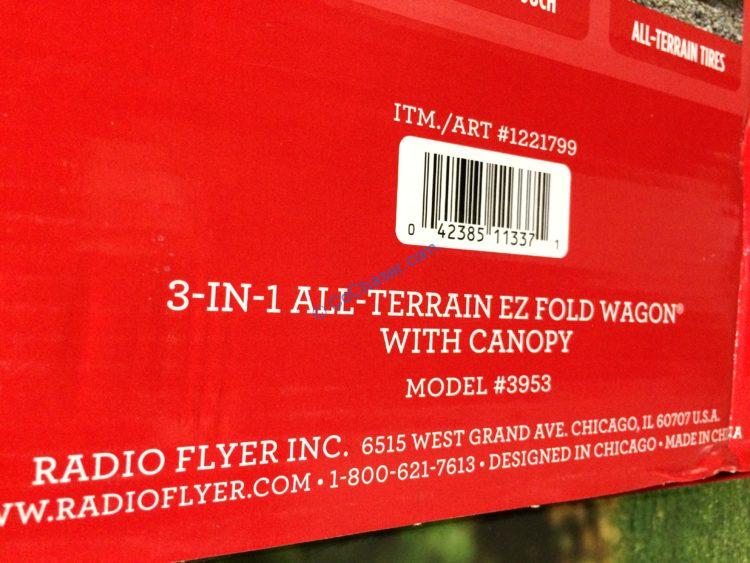 ALL-TERRAIN TIRES
ITM./ART #1221799
0 42385 11337 1
3-IN-1 ALL-TERRAIN EZ FOLD WAGON®
WITH CANOPY
MODEL #3953
RADIO FLYER INC. 6515 WEST GRAND AVE. CHICAGO, IL 60707 U.S.A.
WW.RADIOFLYER.COM • 1-800-621-7613 • DESIGNED IN CHICAGO • MADE IN CHINA